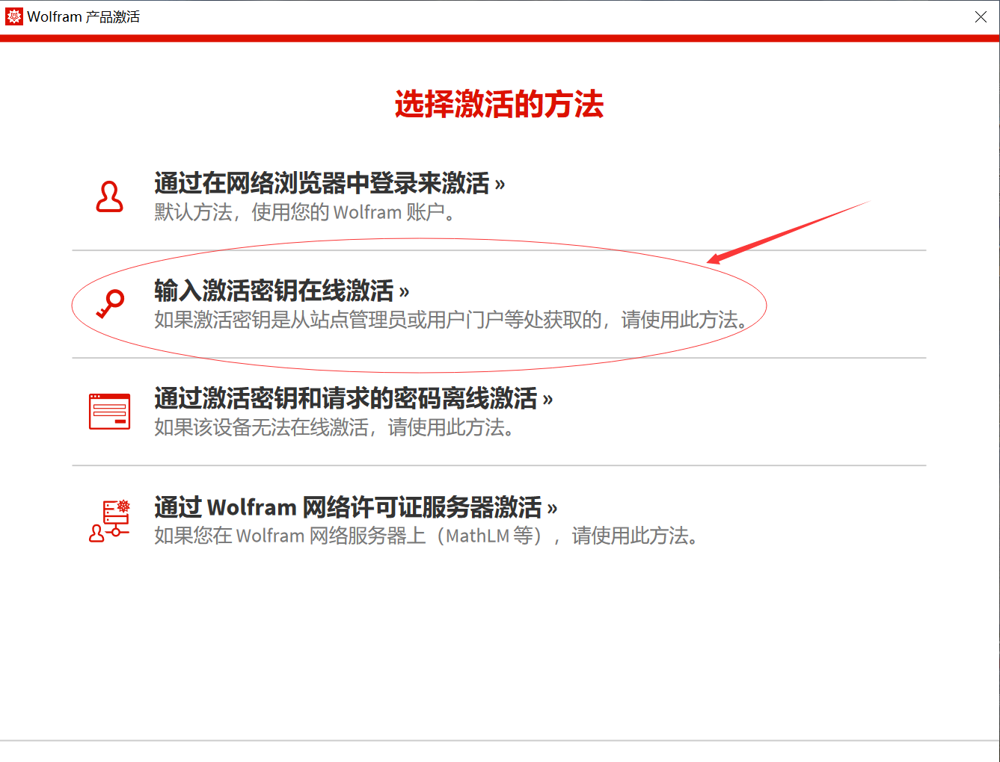 Wolfram 产品激活
选择激活的方法
通过在网络浏览器中登录来激活 »
默认方法，使用您的 Wolfram 账户。
输入激活密钥在线激活 »
如果激活密钥是从站点管理员或用户门户等处获取的，请使用此方法。
通过激活密钥和请求的密码离线激活 »
如果该设备无法在线激活，请使用此方法。
通过 Wolfram 网络许可证服务器激活 »
如果您在 Wolfram 网络服务器上（MathLM 等），请使用此方法。